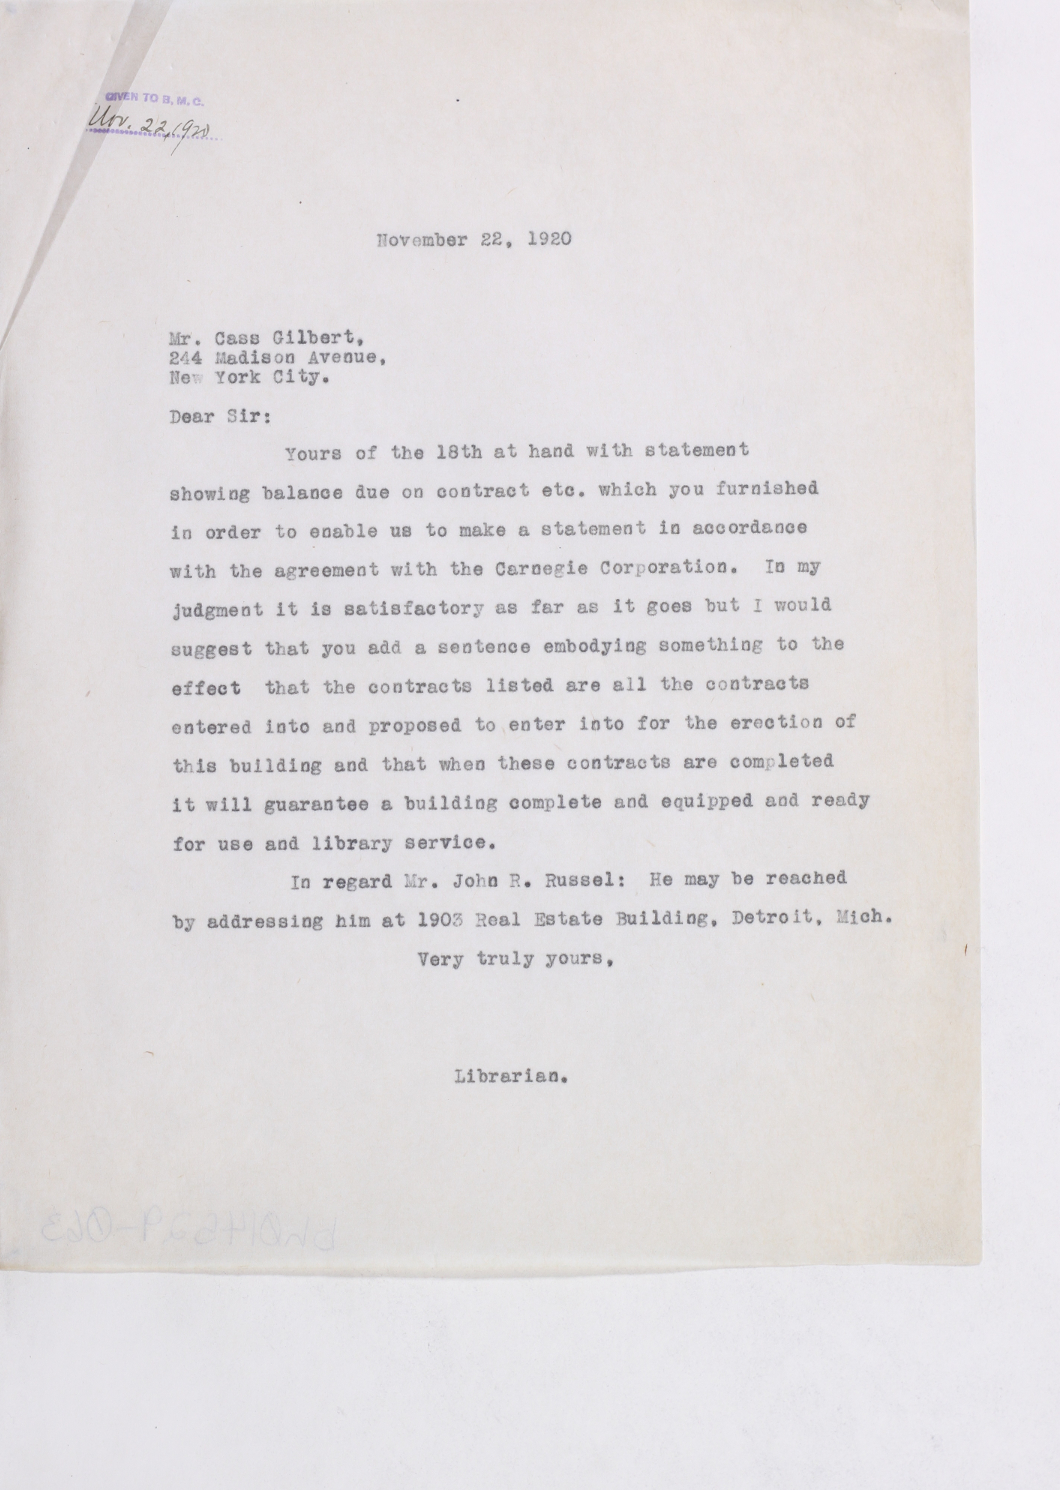 GIVEN TO B. M. C.
Nov. 22, 1920
November 22, 1920
Mr. Cass Gilbert,
244 Madison Avenue,
New York City.
Dear Sir:
Yours of the 18th at hand with statement
showing balance due on contract etc. which you furnished
in order to enable us to make a statement in accordance
with the agreement with the Carnegie Corporation. In my
judgment it is satisfactory as far as it goes but I would
suggest that you add a sentence embodying something to the
effect that the contracts listed are all the contracts
entered into and proposed to enter into for the erection of
this building and that when these contracts are completed
it will guarantee a building complete and equipped and ready
for use and library service.
In regard Mr. John R. Russel: He may be reached
by addressing him at 1903 Real Estate Building, Detroit, Mich.
Very truly yours,
Librarian.